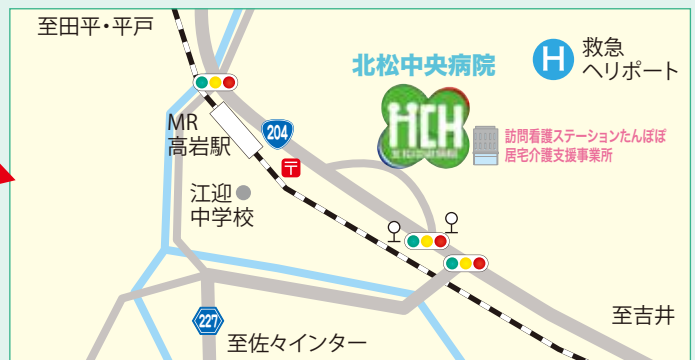 至田平・平戸
北松中央病院
H
救急
ヘリポート
HCH
MR
高岩駅
204
〒
訪問看護ステーションたんぽぽ
居宅介護支援事業所
江迎
中学校
227
至佐々インター
至吉井